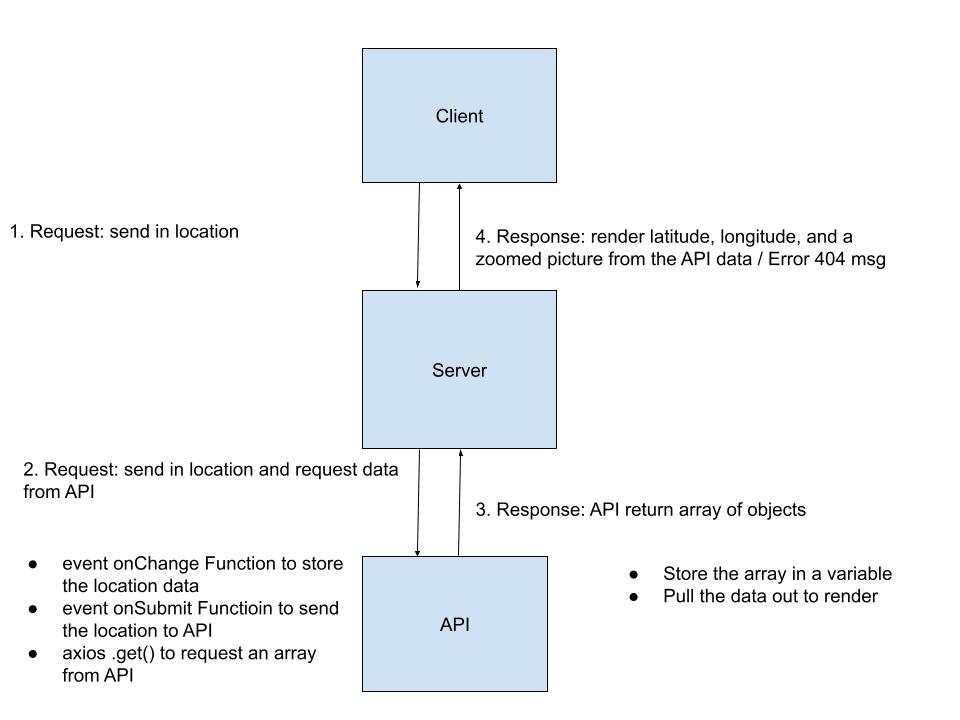 Client
1. Request: send in location
4. Response: render latitude, longitude, and a
zoomed picture from the API data / Error 404 msg
Server
2. Request: send in location and request data
from API
3. Response: API return array of objects
● event onChange Function to store
the location data
● event onSubmit Functioin to send
the location to API
● axios .get() to request an array
from API
API
● Store the array in a variable
● Pull the data out to render